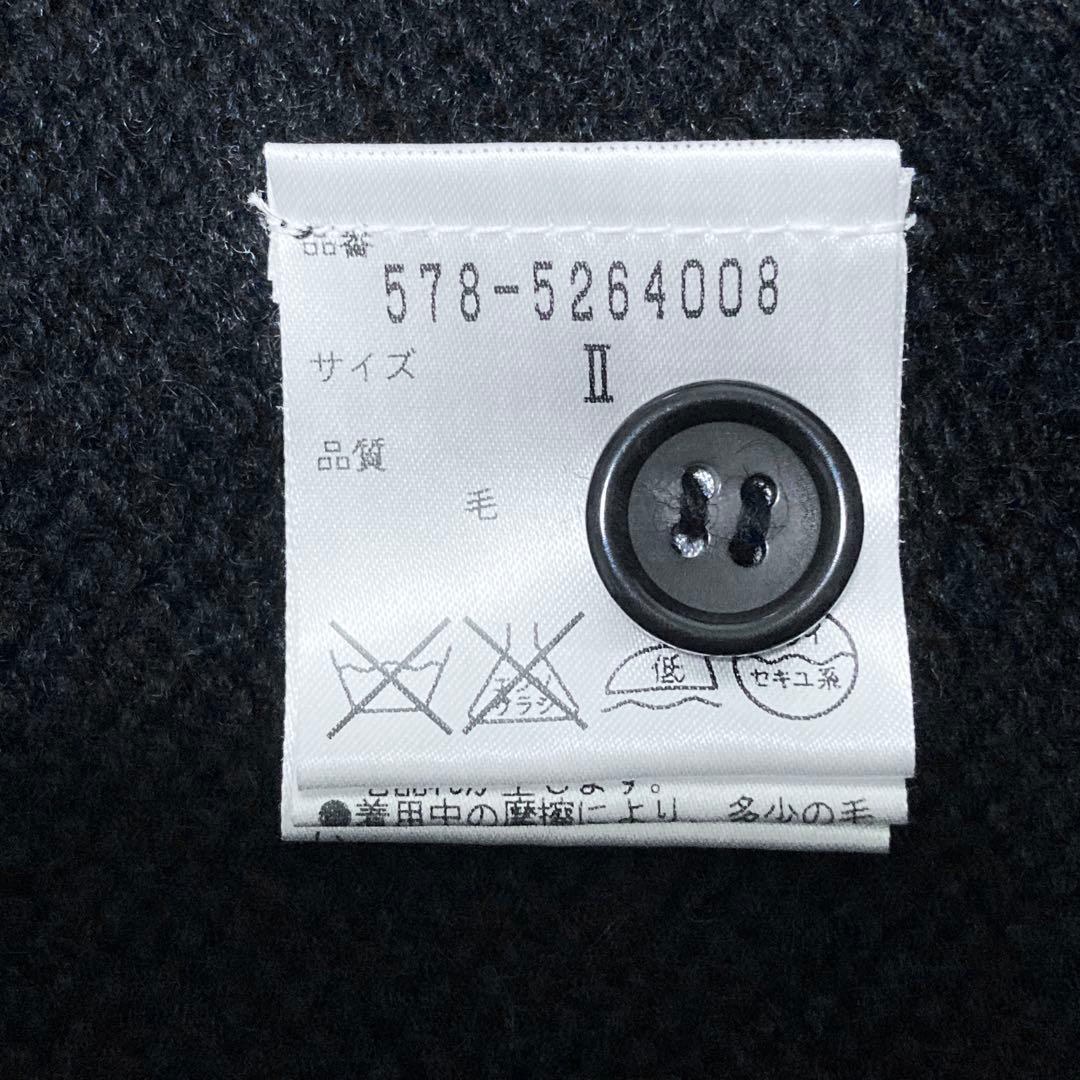 品番
578-5264008
サイズ Ⅱ
品質
毛
低
セキユ系
●着用中の摩擦により 多少の毛